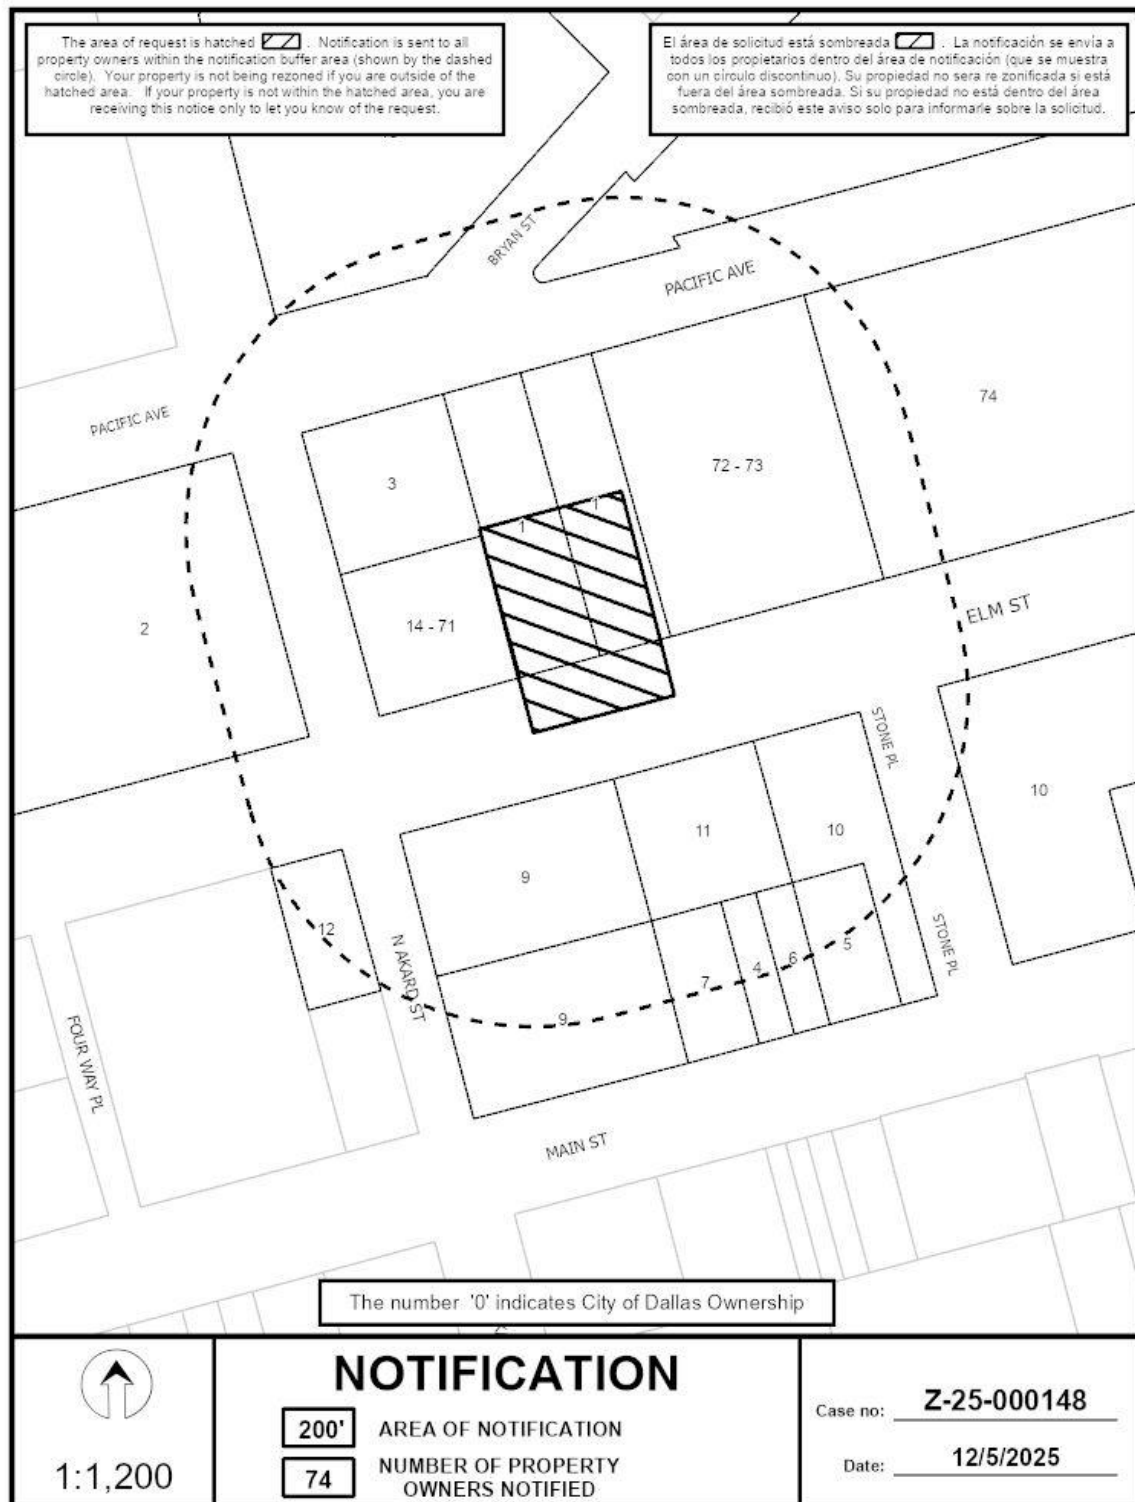 The area of request is hatched . Notification is sent to all
property owners within the notification buffer area (shown by the dashed
circle). Your property is not being rezoned if you are outside of the
hatched area. If your property is not within the hatched area, you are
receiving this notice only to let you know of the request.
El área de solicitud está sombreada . La notificación se envía a
todos los propietarios dentro del área de notificación (que se muestra
con un círculo discontinuo). Su propiedad no sera re zonificada si está
fuera del área sombreada. Si su propiedad no está dentro del área
sombreada, recibió este aviso solo para informarle sobre la solicitud.
BRYAN ST
PACIFIC AVE
PACIFIC AVE
74
72 - 73
3
1
1
2
14 - 71
ELM ST
STONE PL
10
11
10
9
12
N AKARD ST
STONE PL
5
6
4
7
9
FOUR WAY PL
MAIN ST
The number '0' indicates City of Dallas Ownership
1:1,200
NOTIFICATION
200' AREA OF NOTIFICATION
74 NUMBER OF PROPERTY
OWNERS NOTIFIED
Case no: Z-25-000148
Date: 12/5/2025